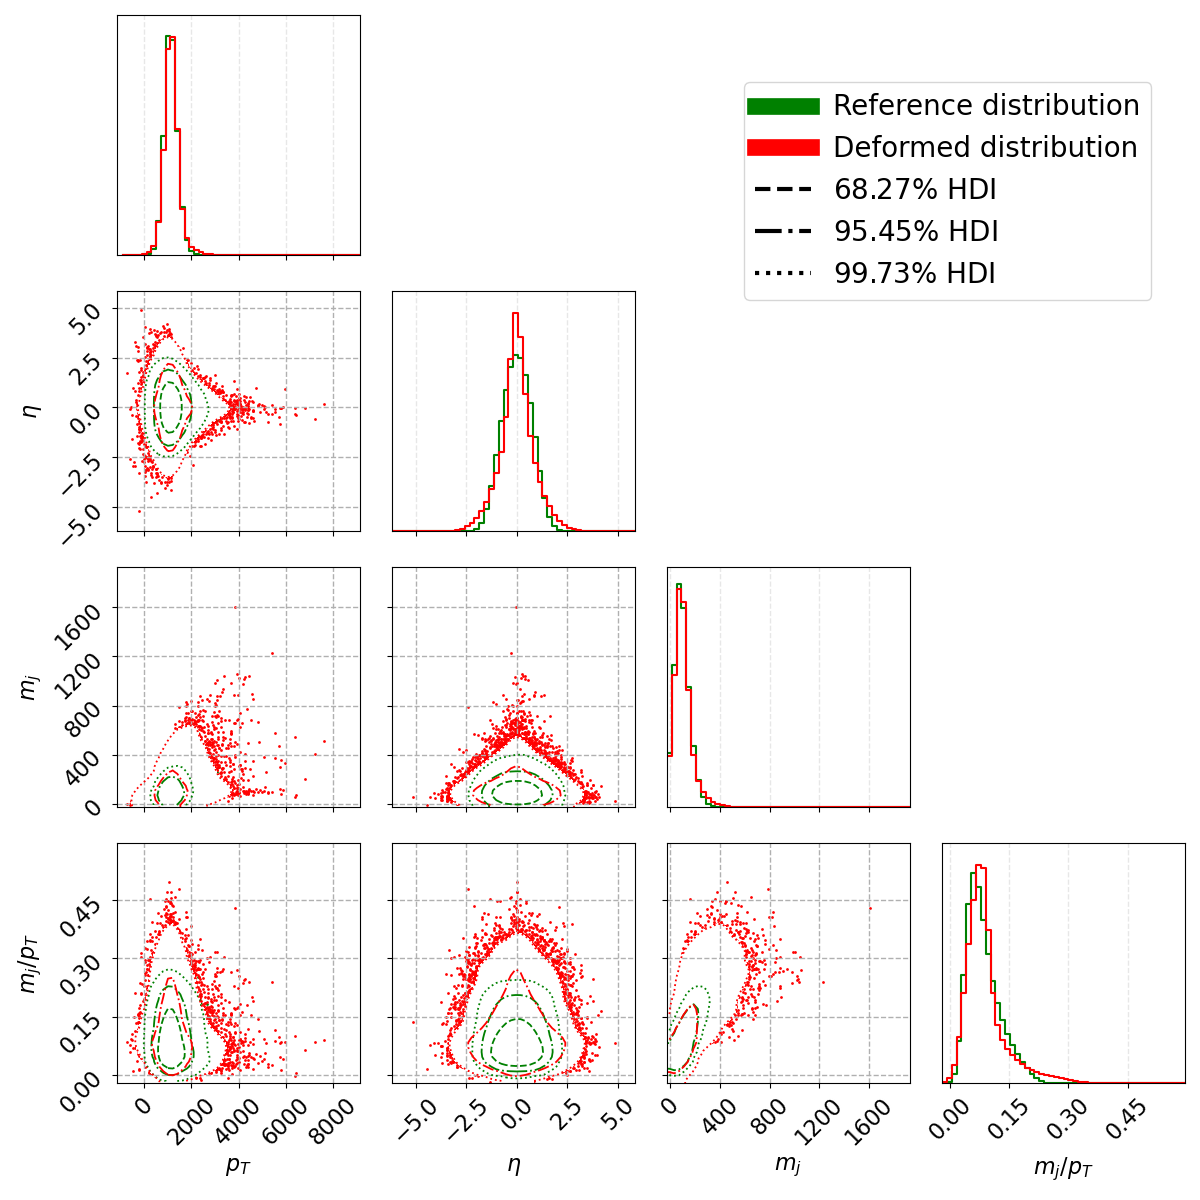 Reference distribution
Deformed distribution
68.27% HDI
95.45% HDI
99.73% HDI
5.0
2.5
0.0
−2.5
−5.0
η
1600
1200
800
400
0
m_j
0.45
0.30
0.15
0.00
m_j/p_T
0 2000 4000 6000 8000
−5.0 −2.5 0.0 2.5 5.0
0 400 800 1200 1600
0.00 0.15 0.30 0.45
p_T
η
m_j
m_j/p_T